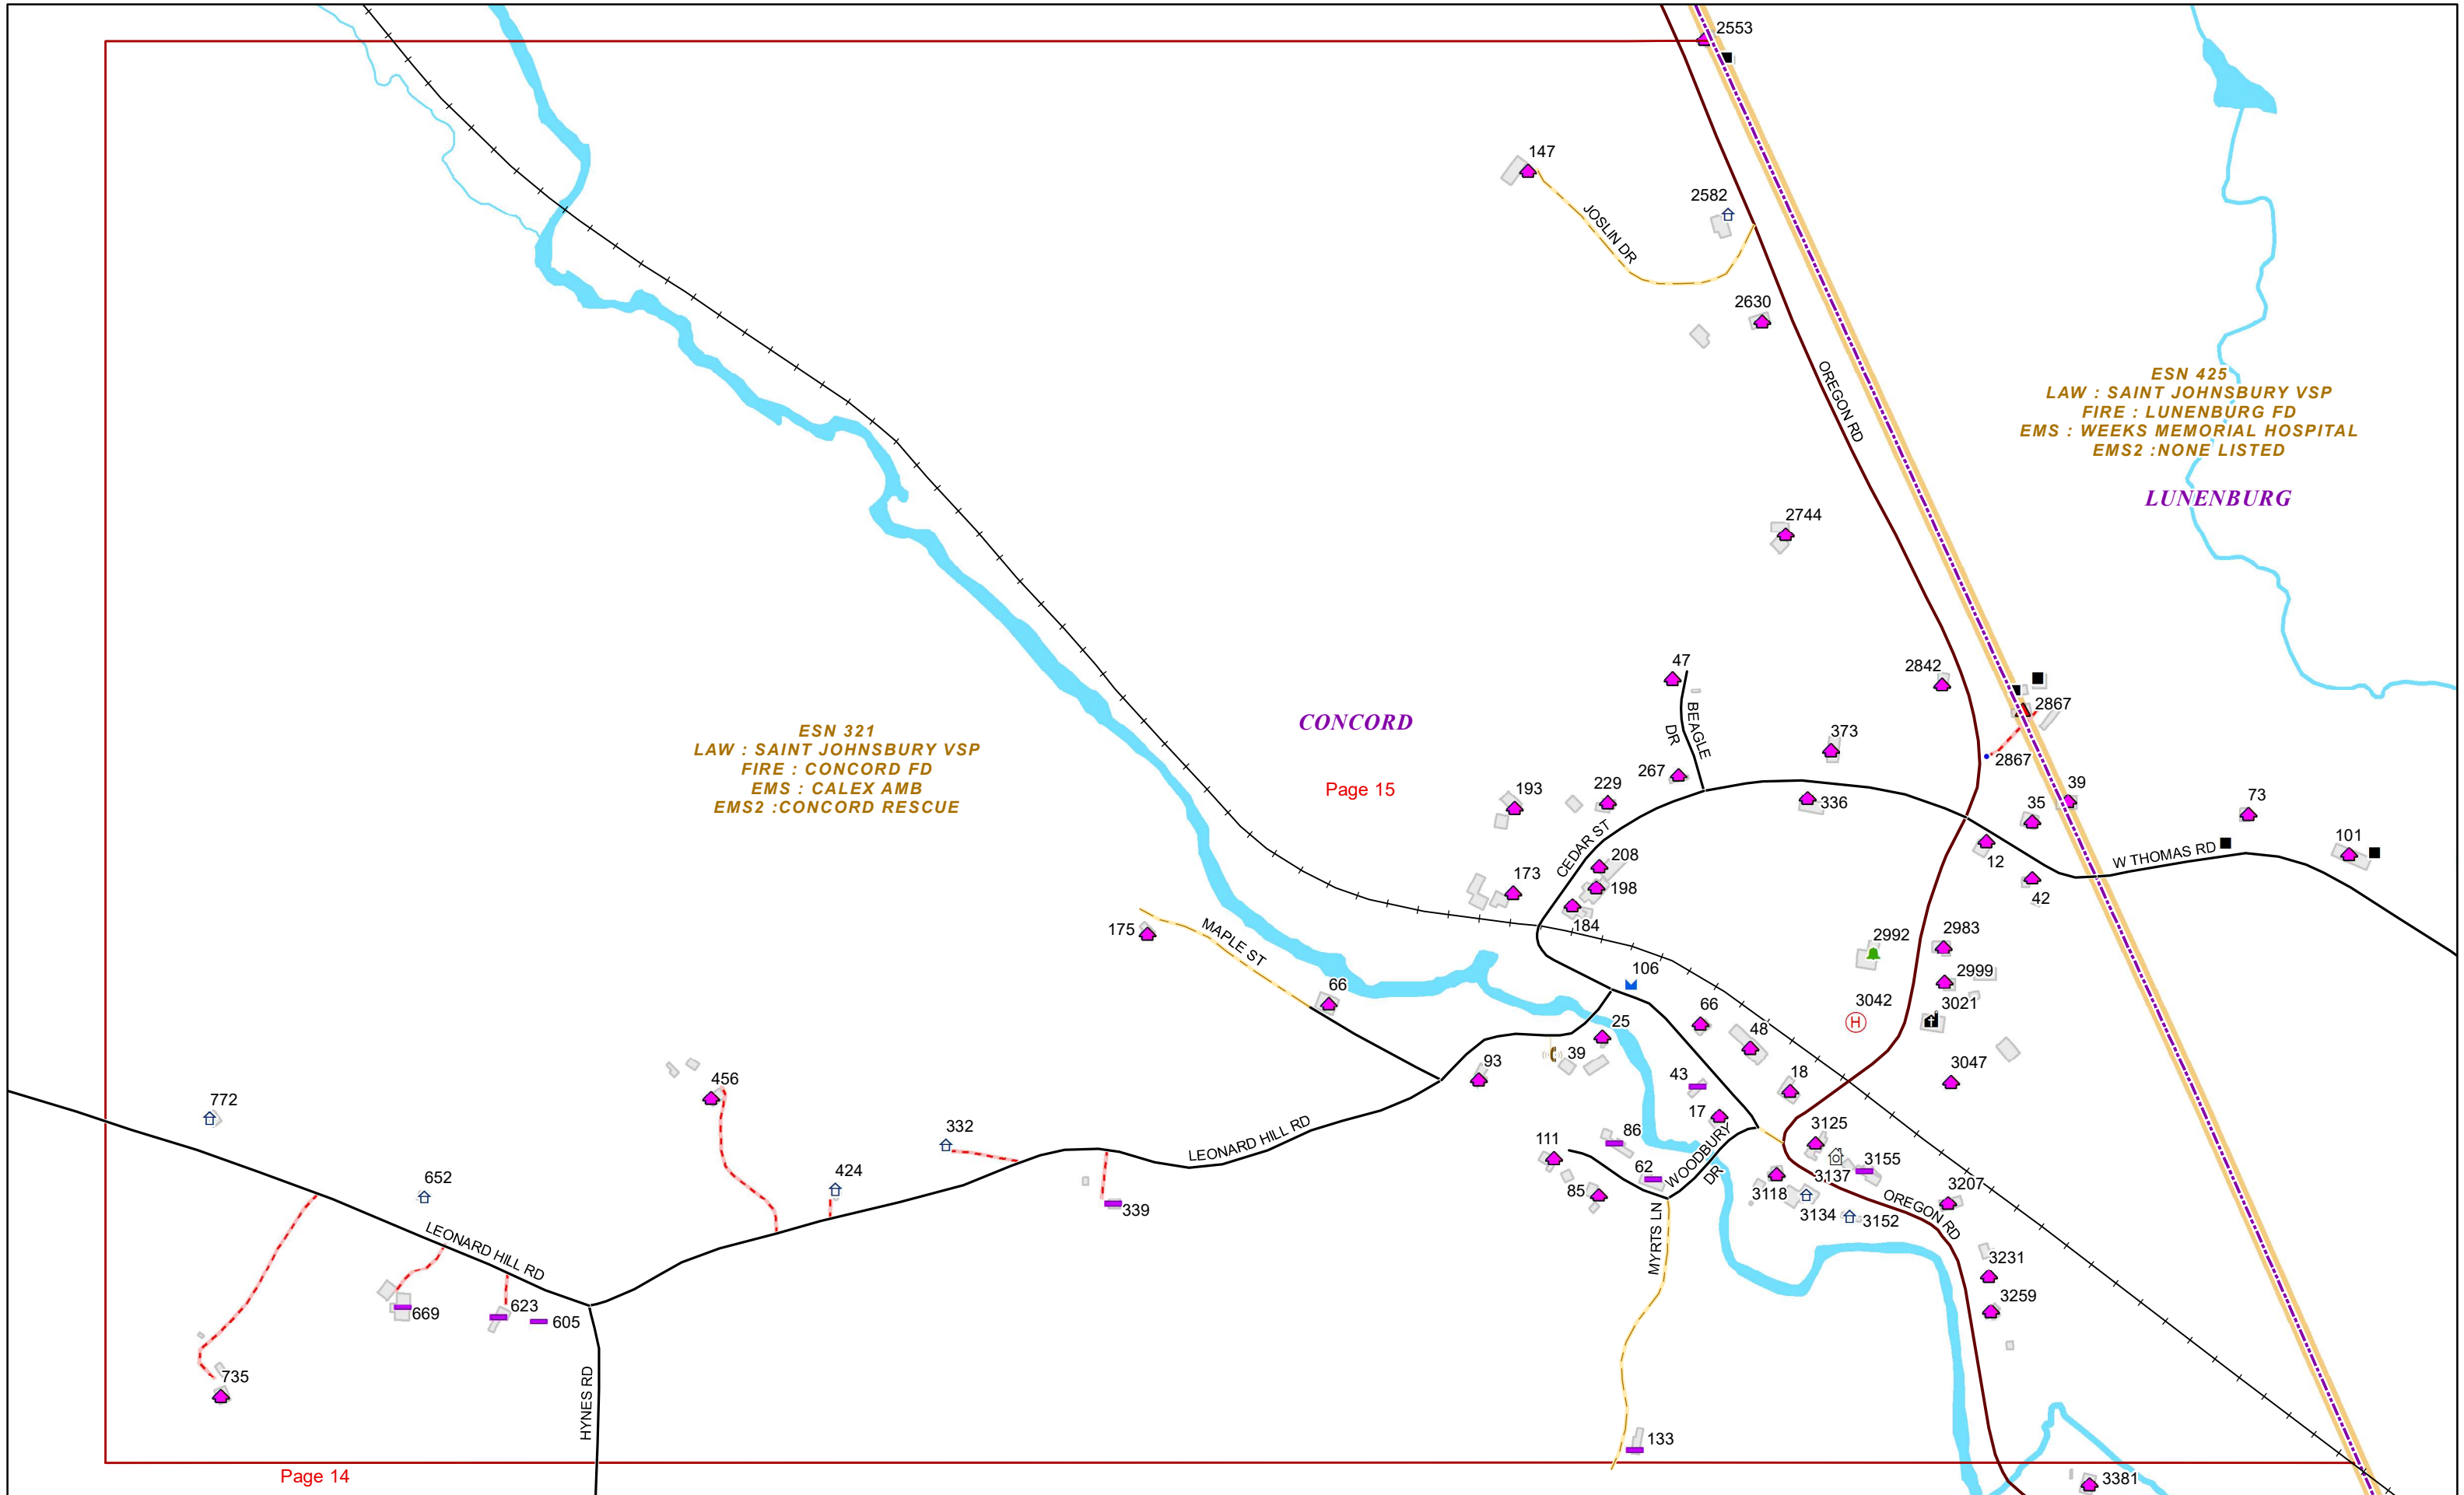 2553
147
2582
JOSLIN DR
2630
OREGON RD
ESN 425
LAW : SAINT JOHNSBURY VSP
FIRE : LUNENBURG FD
EMS : WEEKS MEMORIAL HOSPITAL
EMS2 :NONE LISTED
LUNENBURG
2744
47
2842
BEAGLE
DR
2867
CONCORD
ESN 321
LAW : SAINT JOHNSBURY VSP
FIRE : CONCORD FD
EMS : CALEX AMB
EMS2 :CONCORD RESCUE
373
2867
267
Page 15
193
229
39
336
35
73
CEDAR ST
101
208
12
W THOMAS RD
173
198
42
184
175
MAPLE ST
2992
2983
106
2999
66
3042
3021
66
25
48
39
93
3047
43
18
456
772
17
332
LEONARD HILL RD
3125
86
111
WOODBURY
DR
62
3137
3155
424
652
85
3118
3207
339
3134
3152
OREGON RD
LEONARD HILL RD
MYRTS LN
3231
3259
669
623
605
735
HYNES RD
133
Page 14
3381